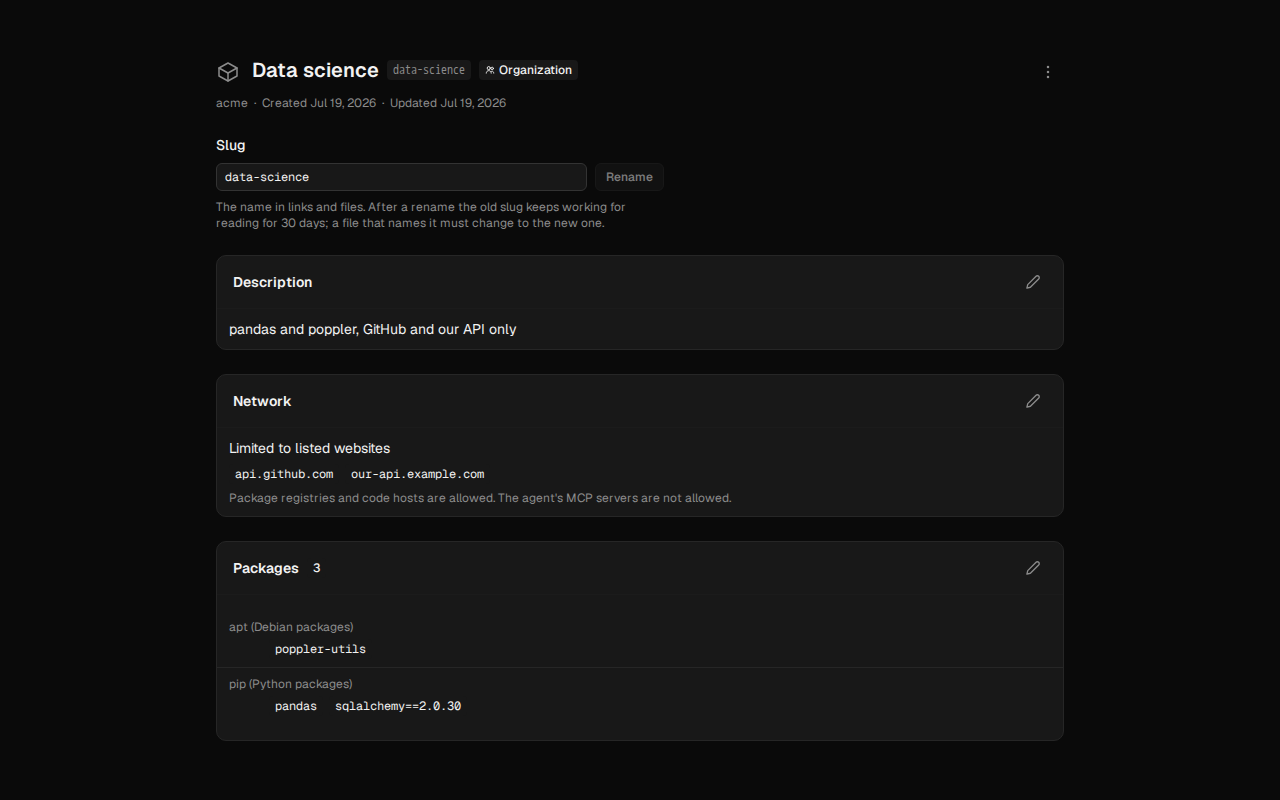 Data science data-science Organization
acme · Created Jul 19, 2026 · Updated Jul 19, 2026
Slug
data-science Rename
The name in links and files. After a rename the old slug keeps working for
reading for 30 days; a file that names it must change to the new one.
Description
pandas and poppler, GitHub and our API only
Network
Limited to listed websites
api.github.com our-api.example.com
Package registries and code hosts are allowed. The agent's MCP servers are not allowed.
Packages 3
apt (Debian packages)
poppler-utils
pip (Python packages)
pandas sqlalchemy==2.0.30